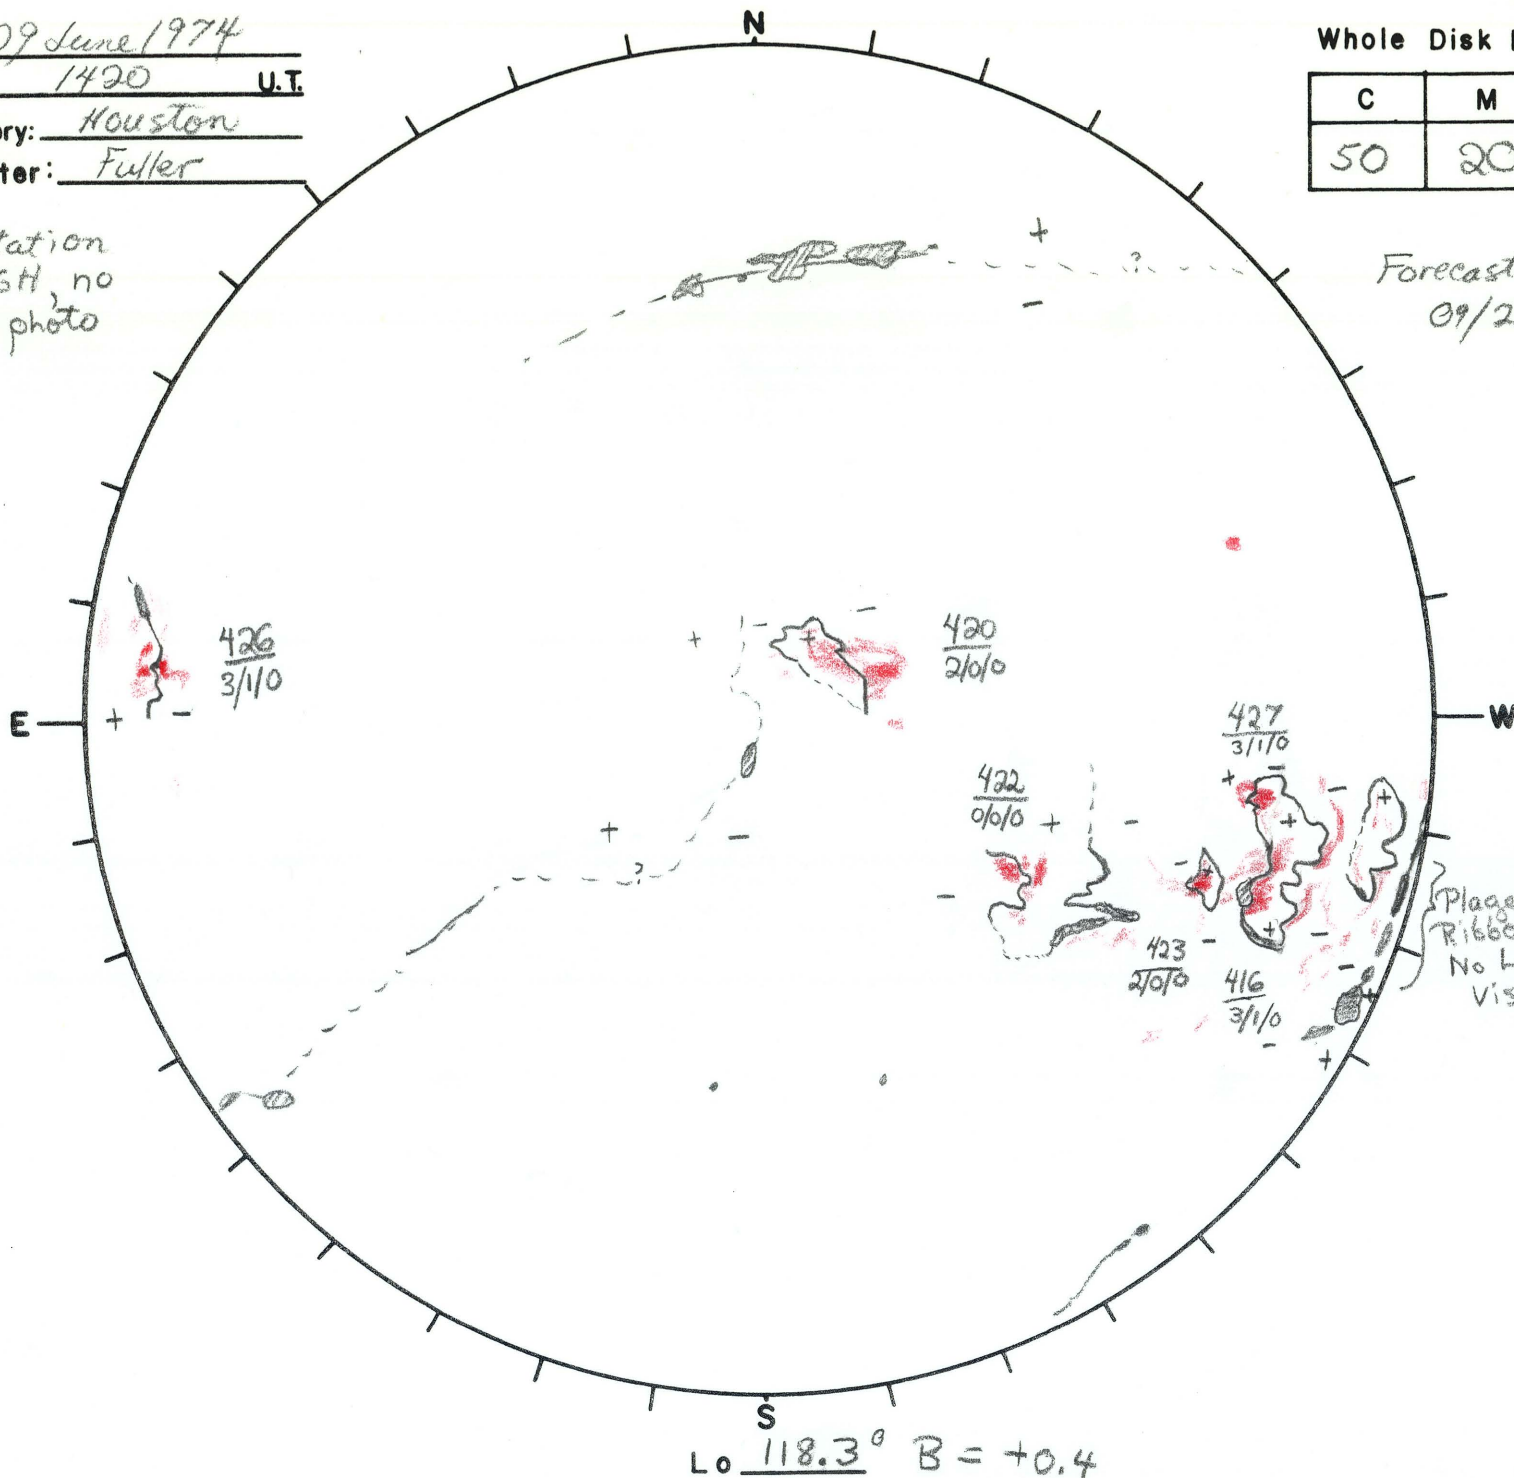 09 June 1974
1420 U.T.
ry: Houston
ter: Fuller
tation
GH, no
photo
N
Whole Disk
C M
50 20
Forecast
09/2
+
?
−
426
3/1/0
+ −
E
+ − + −
420
2/0/0
W
427
3/1/0
+ − + − +
422
0/0/0
+ −
+ −
?
−
− +
423
2/0/0
−
416
3/1/0
+ − −
+
− +
Plage
Ribbo
No L
Vis
S
Lo 118.3° B = +0.4